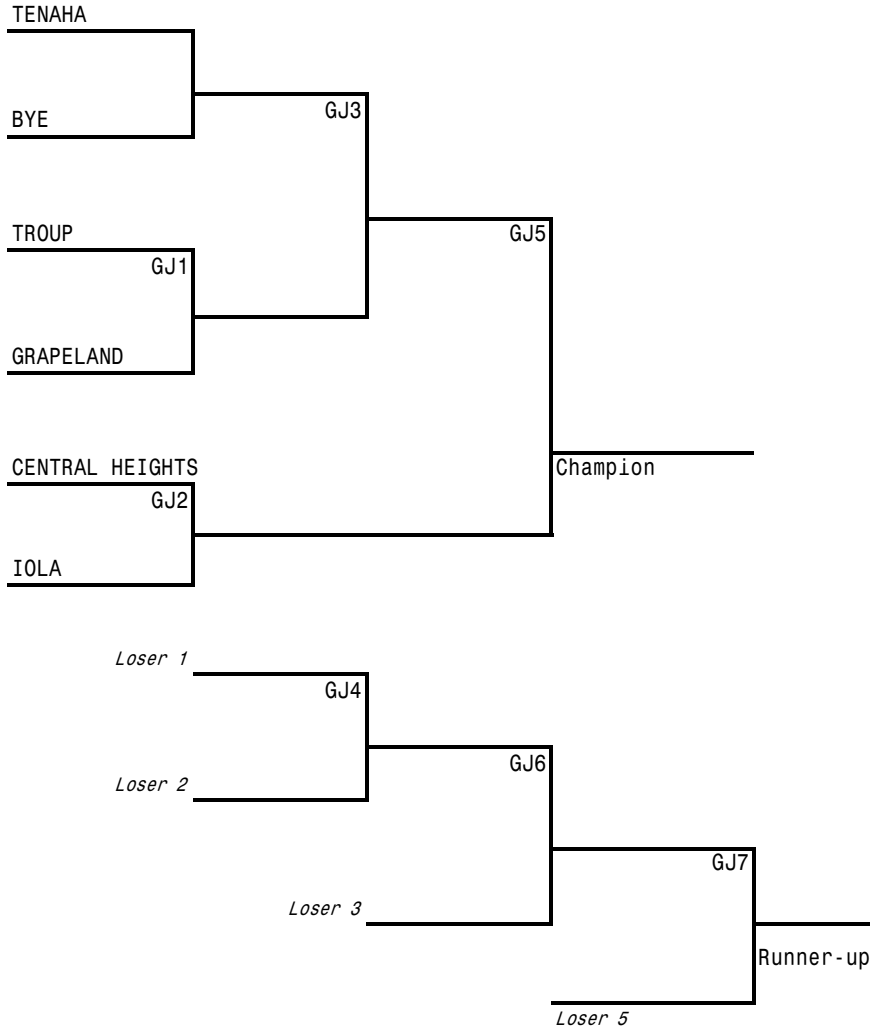 TENAHA
GJ3
BYE
TROUP
GJ5
GJ1
GRAPELAND
CENTRAL HEIGHTS
Champion
GJ2
IOLA
Loser 1
GJ4
GJ6
Loser 2
GJ7
Loser 3
Runner-up
Loser 5